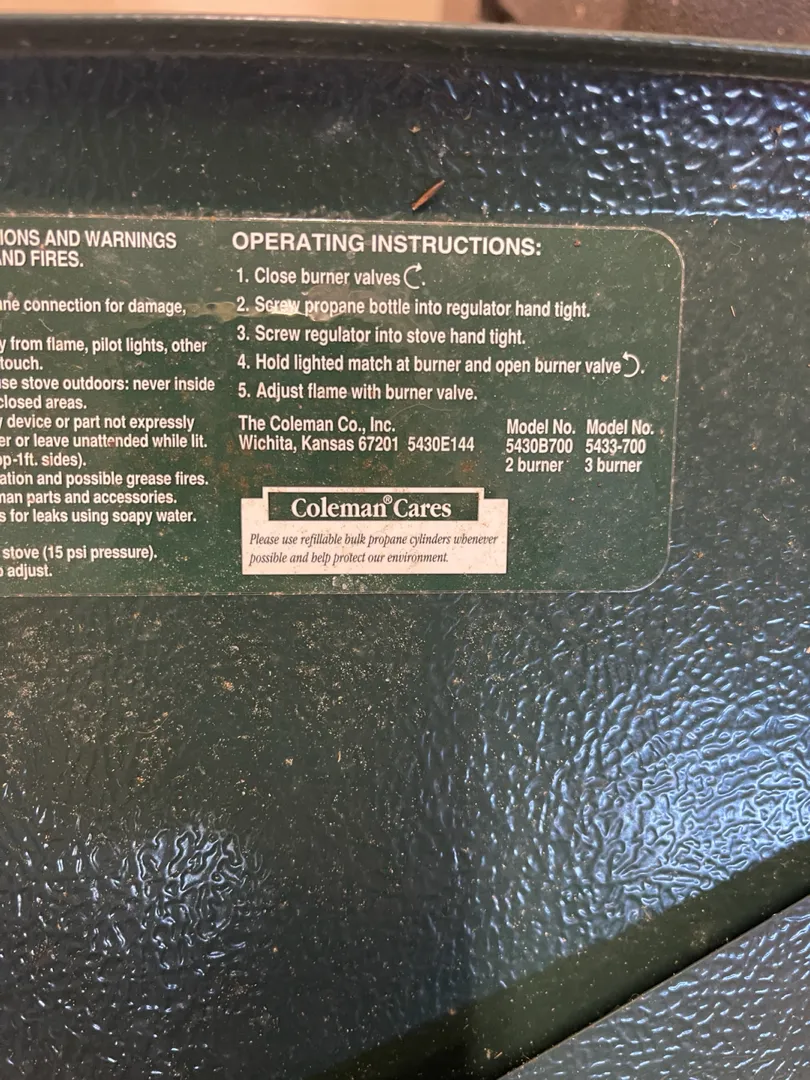 IONS AND WARNINGS
AND FIRES.
ane connection for damage,
y from flame, pilot lights, other
touch.
use stove outdoors: never inside
closed areas.
y device or part not expressly
er or leave unattended while lit.
op-1ft. sides).
ation and possible grease fires.
man parts and accessories.
s for leaks using soapy water.
stove (15 psi pressure).
o adjust.
OPERATING INSTRUCTIONS:
1. Close burner valves
2. Screw propane bottle into regulator hand tight.
3. Screw regulator into stove hand tight.
4. Hold lighted match at burner and open burner valve .
5. Adjust flame with burner valve.
The Coleman Co., Inc.
Wichita, Kansas 67201 5430E144
Model No. Model No.
5430B700 5433-700
2 burner 3 burner
Coleman® Cares
Please use refillable bulk propane cylinders whenever
possible and help protect our environment.